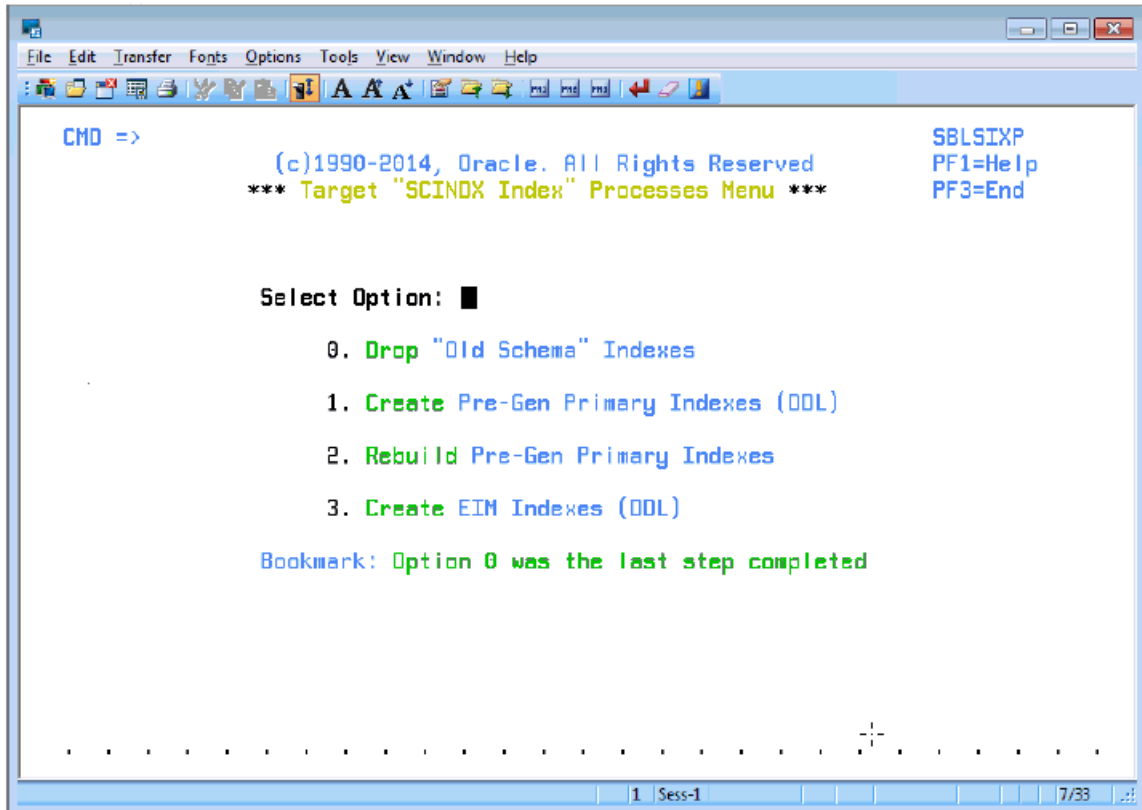 File Edit Transfer Fonts Options Tools View Window Help
CMD => SBLSIXP
(c)1990-2014, Oracle. All Rights Reserved PF1=Help
*** Target "SCINDX Index" Processes Menu *** PF3=End
Select Option:
0. Drop "Old Schema" Indexes
1. Create Pre-Gen Primary Indexes (DDL)
2. Rebuild Pre-Gen Primary Indexes
3. Create EIM Indexes (DDL)
Bookmark: Option 0 was the last step completed
1 Sess-1 7/33